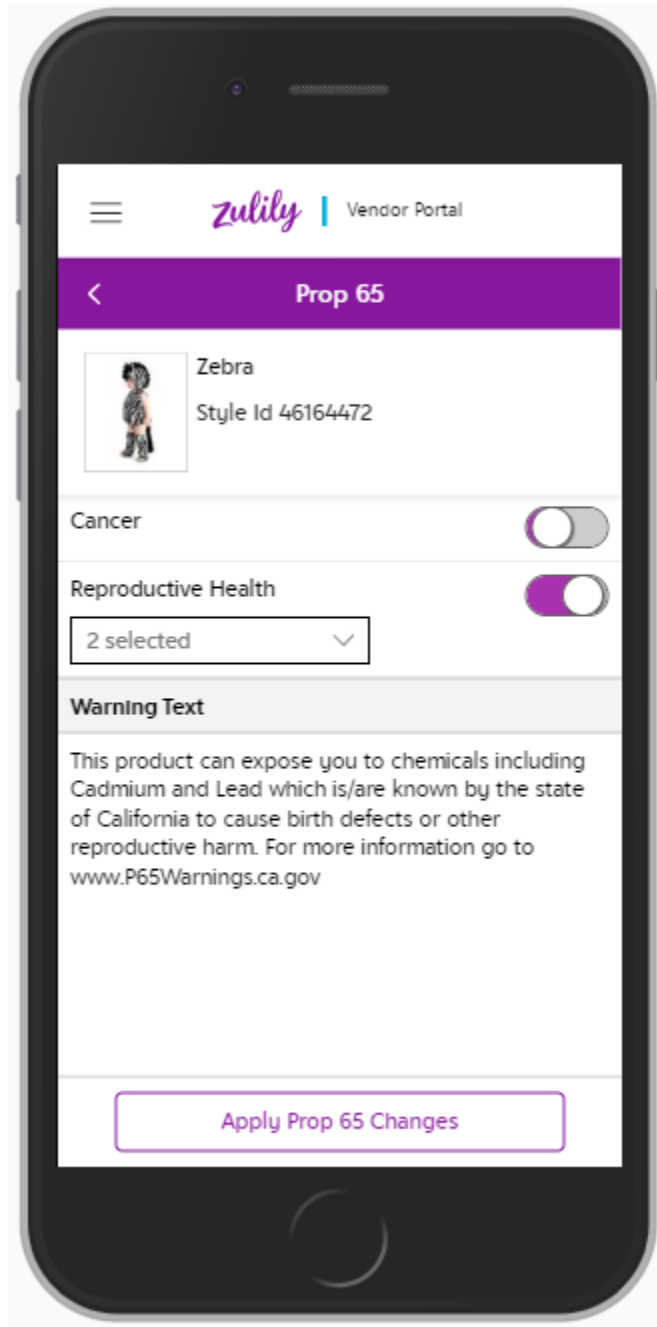 zulily | Vendor Portal
Prop 65
Zebra
Style Id 46164472
Cancer
Reproductive Health
2 selected
Warning Text
This product can expose you to chemicals including
Cadmium and Lead which is/are known by the state
of California to cause birth defects or other
reproductive harm. For more information go to
www.P65Warnings.ca.gov
Apply Prop 65 Changes